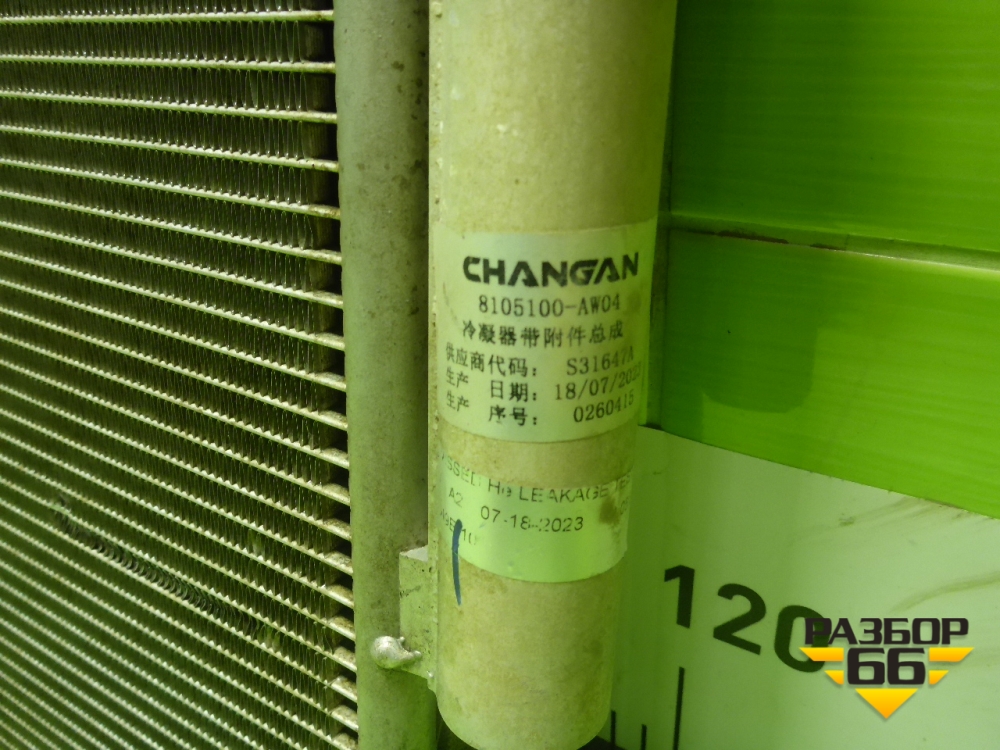 CHANGAN
8105100-AW04
冷凝器带附件总成
供应商代码: S31647A
生产 日期: 18/07/2023
生产 序号: 0260415
He LEAKAGE
A2 07-18-2023
120
РАЗБОР
66